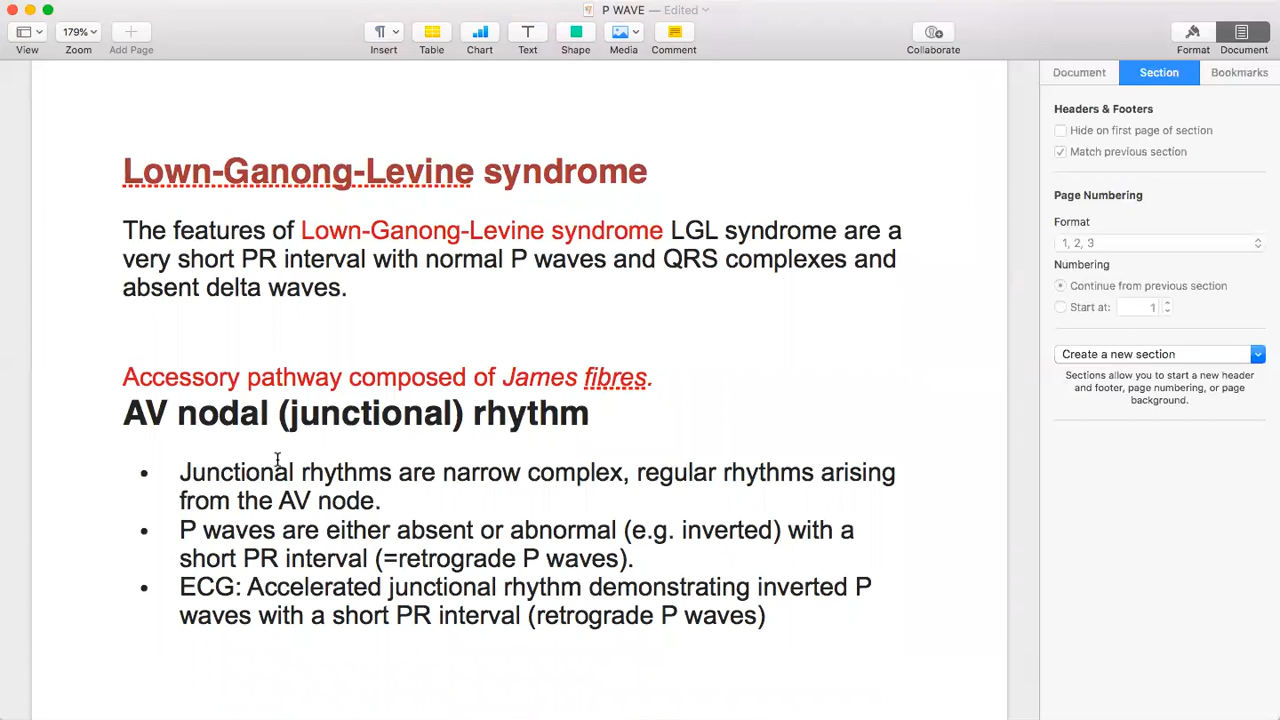 P WAVE — Edited
View
179%
Zoom
Add Page
Insert
Table
Chart
Text
Shape
Media
Comment
Collaborate
Format
Document
Document
Section
Bookmarks
Lown-Ganong-Levine syndrome
The features of Lown-Ganong-Levine syndrome LGL syndrome are a
very short PR interval with normal P waves and QRS complexes and
absent delta waves.
Accessory pathway composed of James fibres.
AV nodal (junctional) rhythm
• Junctional rhythms are narrow complex, regular rhythms arising
from the AV node.
• P waves are either absent or abnormal (e.g. inverted) with a
short PR interval (=retrograde P waves).
• ECG: Accelerated junctional rhythm demonstrating inverted P
waves with a short PR interval (retrograde P waves)
Headers & Footers
Hide on first page of section
Match previous section
Page Numbering
Format
1, 2, 3
Numbering
Continue from previous section
Start at: 1
Create a new section
Sections allow you to start a new header
and footer, page numbering, or page
background.